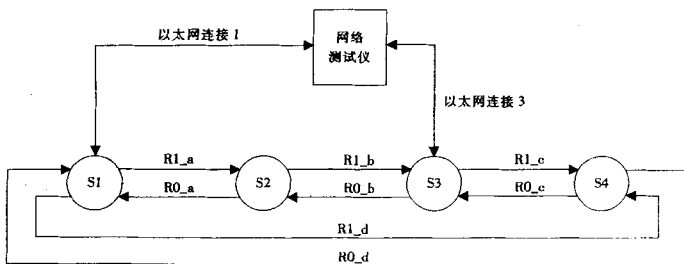 以太网连接 1
网络
测试仪
以太网连接 3
R1_a
R1_b
R1_c
S1
S2
S3
S4
R0_a
R0_b
R0_c
R1_d
R0_d